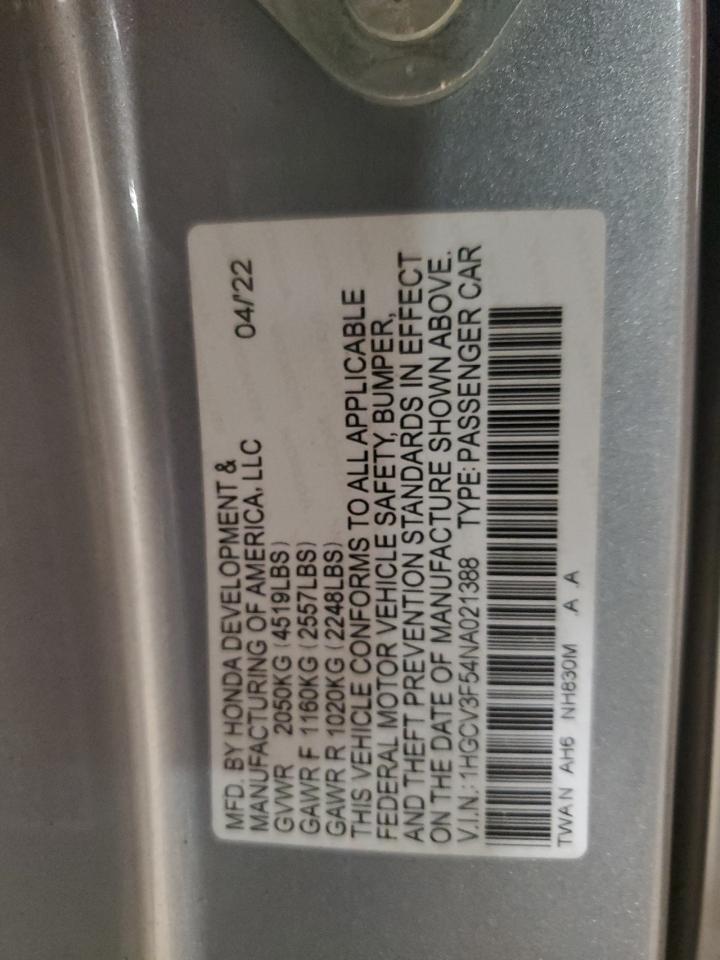 MFD. BY HONDA DEVELOPMENT &
MANUFACTURING OF AMERICA, LLC 04/'22
GVWR 2050KG (4519LBS)
GAWR F 1160KG (2557LBS)
GAWR R 1020KG (2248LBS)
THIS VEHICLE CONFORMS TO ALL APPLICABLE
FEDERAL MOTOR VEHICLE SAFETY, BUMPER,
AND THEFT PREVENTION STANDARDS IN EFFECT
ON THE DATE OF MANUFACTURE SHOWN ABOVE.
V.I.N.: 1HGCV3F54NA021388 TYPE: PASSENGER CAR
TWA N AH6 NH830M A A